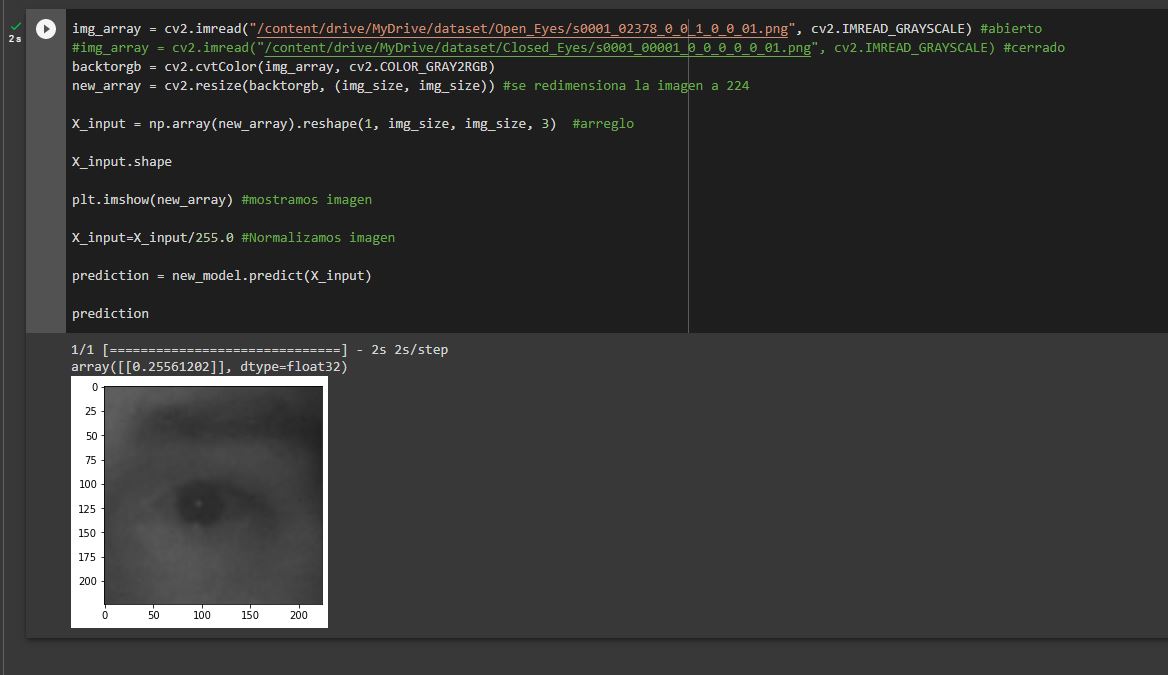 img_array = cv2.imread("/content/drive/MyDrive/dataset/Open_Eyes/s0001_02378_0_0_1_0_0_01.png", cv2.IMREAD_GRAYSCALE) #abierto
2s
#img_array = cv2.imread("/content/drive/MyDrive/dataset/Closed_Eyes/s0001_00001_0_0_0_0_0_01.png", cv2.IMREAD_GRAYSCALE) #cerrado
backtorgb = cv2.cvtColor(img_array, cv2.COLOR_GRAY2RGB)
new_array = cv2.resize(backtorgb, (img_size, img_size)) #se redimensiona la imagen a 224
X_input = np.array(new_array).reshape(1, img_size, img_size, 3)  #arreglo
X_input.shape
plt.imshow(new_array) #mostramos imagen
X_input=X_input/255.0 #Normalizamos imagen
prediction = new_model.predict(X_input)
prediction
1/1 [==============================] - 2s 2s/step
array([[0.25561202]], dtype=float32)
0
25
50
75
100
125
150
175
200
0 50 100 150 200